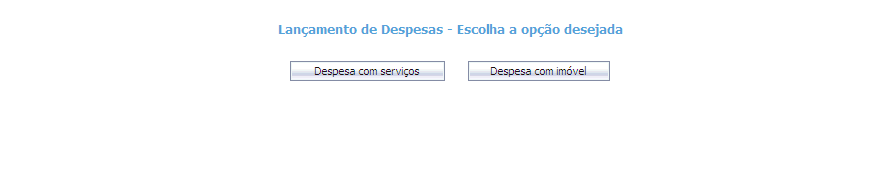 Lançamento de Despesas - Escolha a opção desejada
Despesa com serviços Despesa com imóvel